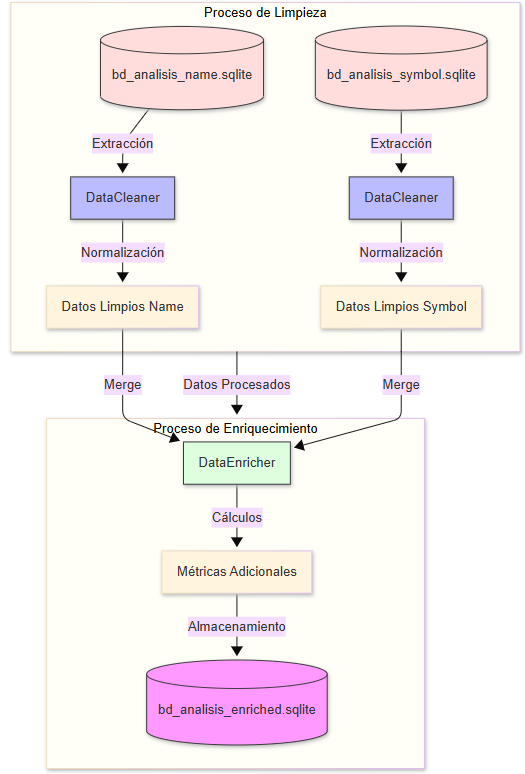 Proceso de Limpieza
bd_analisis_name.sqlite
bd_analisis_symbol.sqlite
Extracción
Extracción
DataCleaner
DataCleaner
Normalización
Normalización
Datos Limpios Name
Datos Limpios Symbol
Merge
Datos Procesados
Merge
Proceso de Enriquecimiento
DataEnricher
Cálculos
Métricas Adicionales
Almacenamiento
bd_analisis_enriched.sqlite